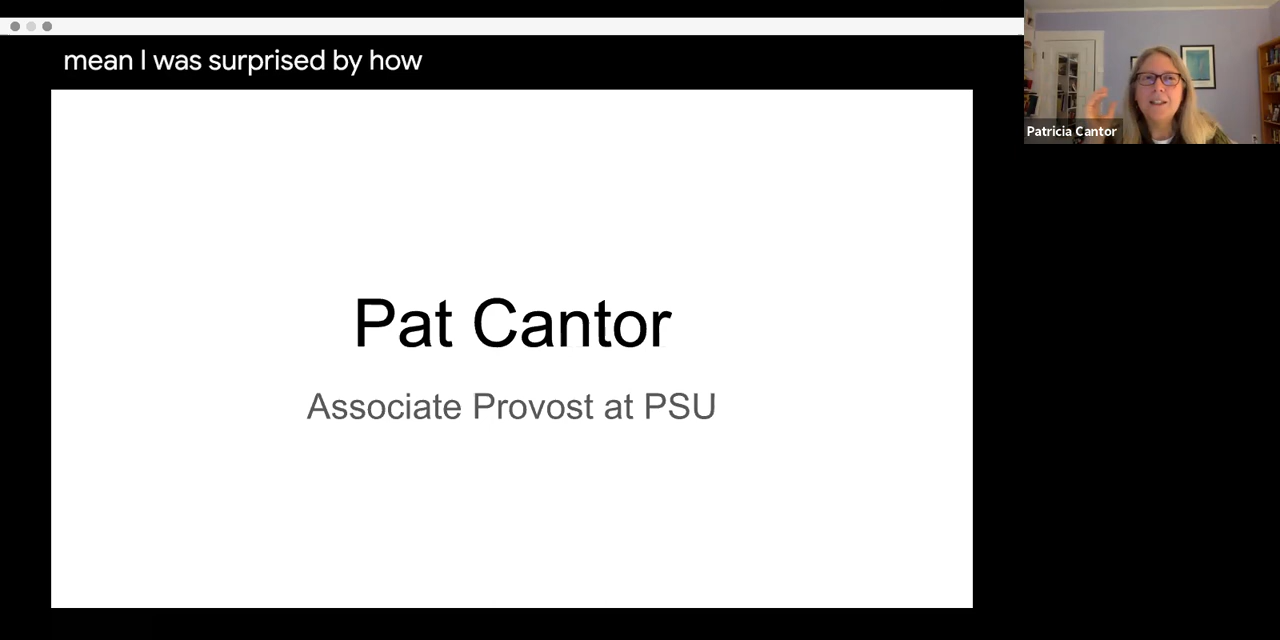 mean I was surprised by how
Patricia Cantor
Pat Cantor
Associate Provost at PSU